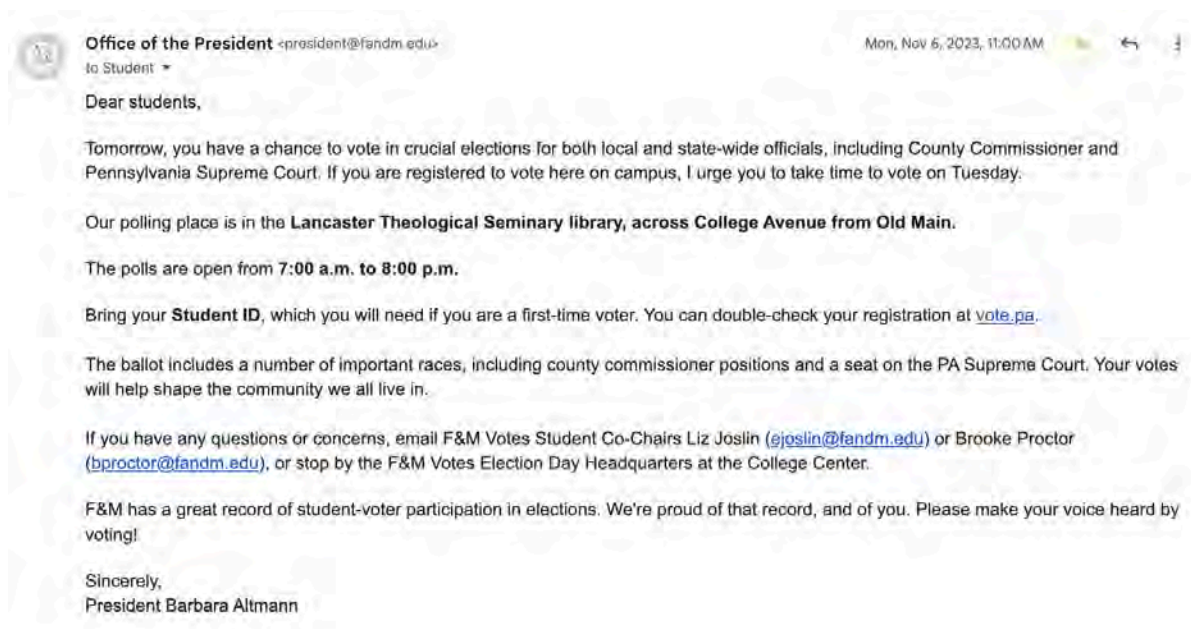 Office of the President <president@fandm.edu>
Mon, Nov 6, 2023, 11:00 AM
to Student
Dear students,
Tomorrow, you have a chance to vote in crucial elections for both local and state-wide officials, including County Commissioner and
Pennsylvania Supreme Court. If you are registered to vote here on campus, I urge you to take time to vote on Tuesday.
Our polling place is in the Lancaster Theological Seminary library, across College Avenue from Old Main.
The polls are open from 7:00 a.m. to 8:00 p.m.
Bring your Student ID, which you will need if you are a first-time voter. You can double-check your registration at vote.pa.
The ballot includes a number of important races, including county commissioner positions and a seat on the PA Supreme Court. Your votes
will help shape the community we all live in.
If you have any questions or concerns, email F&M Votes Student Co-Chairs Liz Joslin (ejoslin@fandm.edu) or Brooke Proctor
(bproctor@fandm.edu), or stop by the F&M Votes Election Day Headquarters at the College Center.
F&M has a great record of student-voter participation in elections. We're proud of that record, and of you. Please make your voice heard by
voting!
Sincerely,
President Barbara Altmann